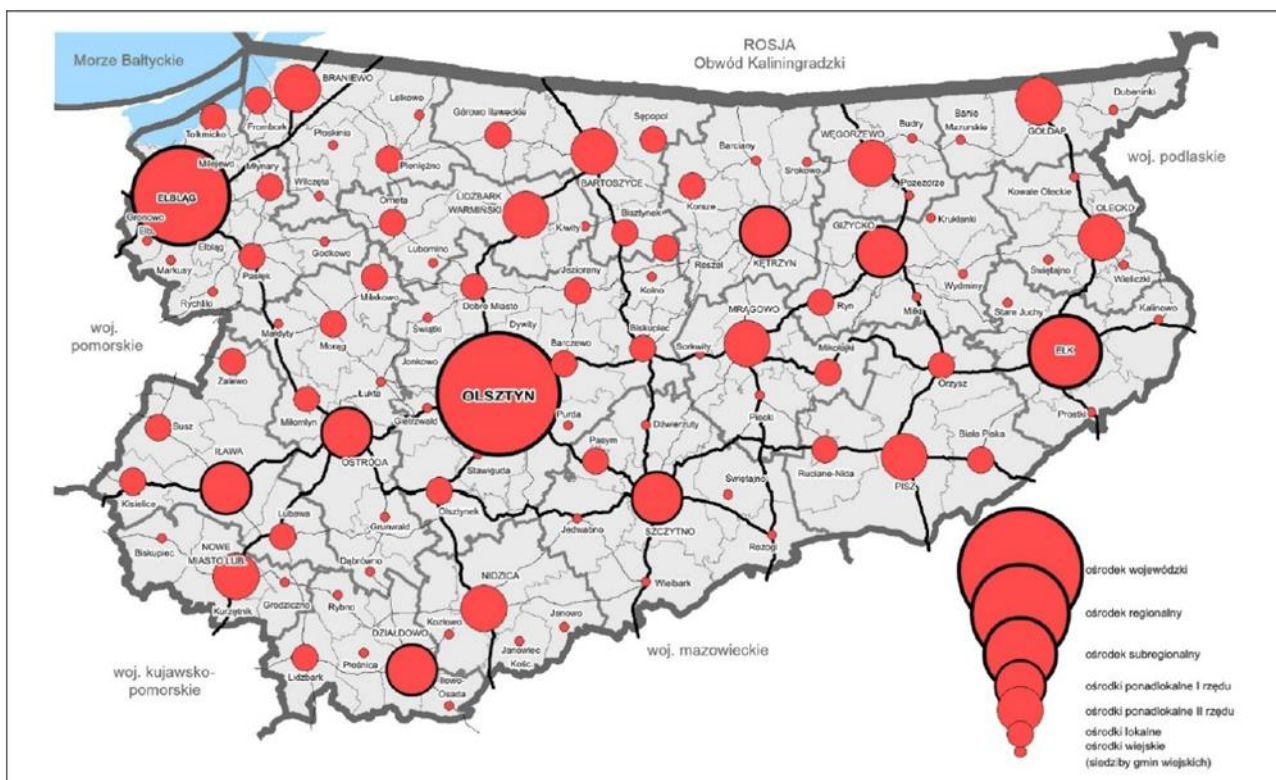 Morze Bałtyckie
ROSJA
Obwód Kaliningradzki
BRANIEWO
Lelkowo
Górowo Iławeckie
Sępopol
WĘGORZEWO
Budry
Banie
Mazurskie
GOŁDAP
Dubeninki
Tolkmicko
Frombork
Płoskinia
Barciany
Srokowo
woj. podlaskie
Milejewo
Młynary
Pieniężno
BARTOSZYCE
Pozezdrze
Kowale Oleckie
ELBLĄG
Wilczęta
Orneta
LIDZBARK
WARMIŃSKI
Kiwity
Bisztynek
Korsze
Kruklanki
OLECKO
Gronowo
Elb.
Elbląg
Godkowo
Lubomino
Reszel
KĘTRZYN
GIŻYCKO
Markusy
Pasłęk
Jeziorany
Kolno
Wydminy
Świętajno
Wieliczki
Rychliki
Miłakowo
Dobre Miasto
Ryn
Miłki
Stare Juchy
Kalinowo
woj.
pomorskie
Małdyty
Morąg
Świątki
Dywity
Biskupiec
MRĄGOWO
Jonkowo
Barczewo
Sorkwity
Mikołajki
EŁK
Zalewo
Łukta
OLSZTYN
Orzysz
Miłomłyn
Gietrzwałd
Purda
Dźwierzuty
Piecki
Prostki
Susz
Pasym
Biała Piska
IŁAWA
OSTRÓDA
Stawiguda
Świętajno
Ruciane-Nida
PISZ
Kisielice
Olsztynek
SZCZYTNO
Lubawa
Grunwald
Jedwabno
Rozogi
Biskupiec
NOWE
MIASTO LUB.
Dąbrówno
NIDZICA
Wielbark
ośrodek wojewódzki
Kurzętnik
Grodziczno
Rybno
Kozłowo
Janowo
ośrodek regionalny
DZIAŁDOWO
woj. mazowieckie
Płośnica
Janowiec
Kośc.
woj. kujawsko-
pomorskie
Lidzbark
Iłowo-
Osada
ośrodek subregionalny
ośrodki ponadlokalne I rzędu
ośrodki ponadlokalne II rzędu
ośrodki lokalne
ośrodki wiejskie
(siedziby gmin wiejskich)